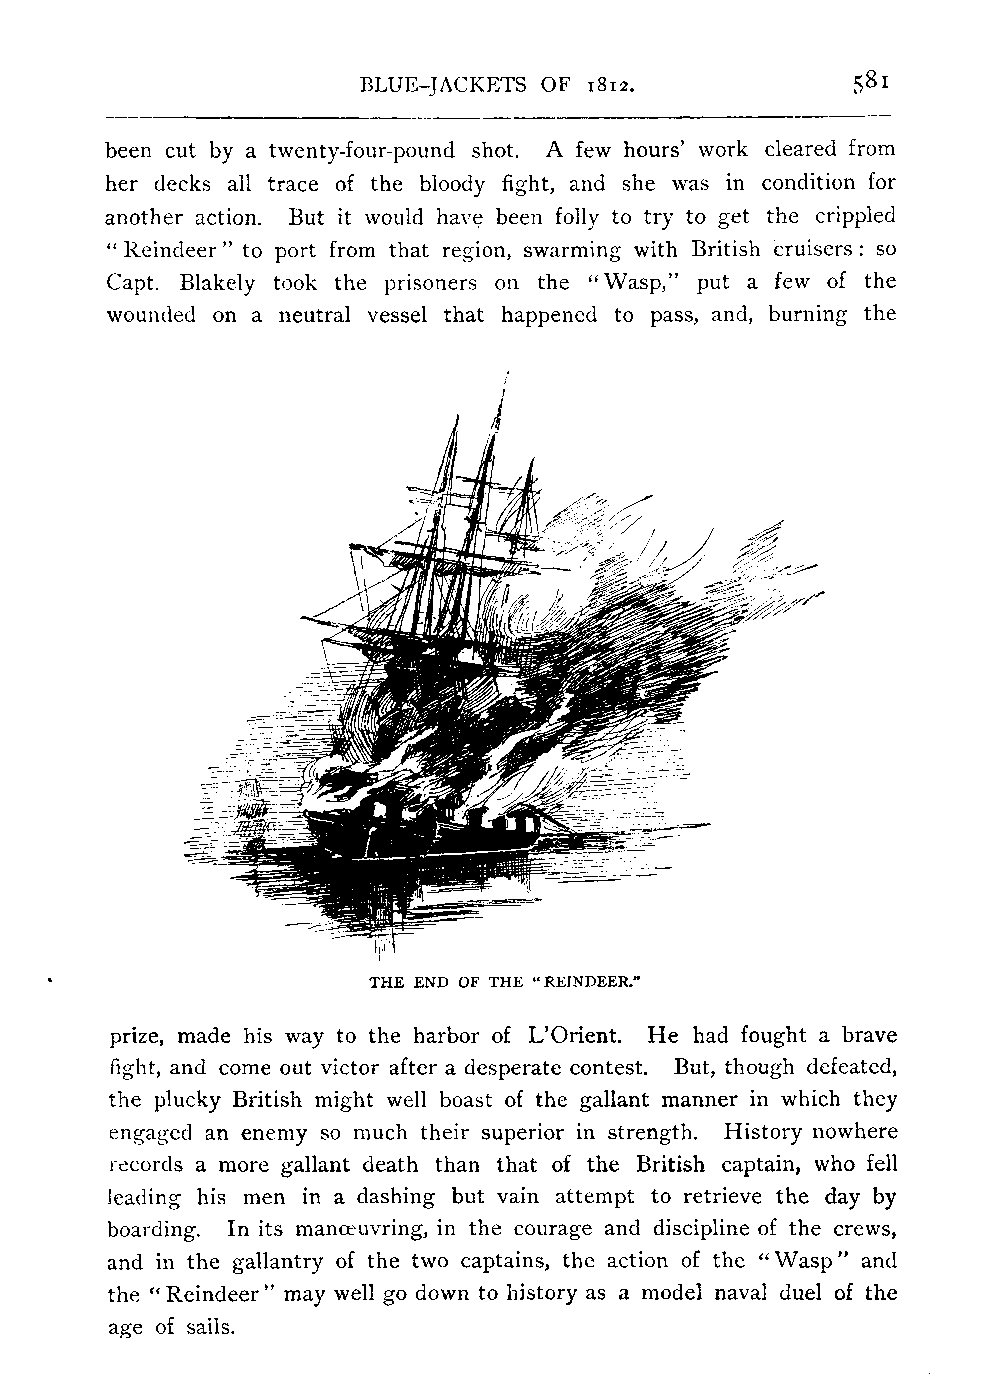 BLUE-JACKETS OF 1812. 581
been cut by a twenty-four-pound shot. A few hours' work cleared from
her decks all trace of the bloody fight, and she was in condition for
another action. But it would have been folly to try to get the crippled
"Reindeer" to port from that region, swarming with British cruisers: so
Capt. Blakely took the prisoners on the "Wasp," put a few of the
wounded on a neutral vessel that happened to pass, and, burning the
THE END OF THE "REINDEER."
prize, made his way to the harbor of L'Orient. He had fought a brave
fight, and come out victor after a desperate contest. But, though defeated,
the plucky British might well boast of the gallant manner in which they
engaged an enemy so much their superior in strength. History nowhere
records a more gallant death than that of the British captain, who fell
leading his men in a dashing but vain attempt to retrieve the day by
boarding. In its manœuvring, in the courage and discipline of the crews,
and in the gallantry of the two captains, the action of the "Wasp" and
the "Reindeer" may well go down to history as a model naval duel of the
age of sails.